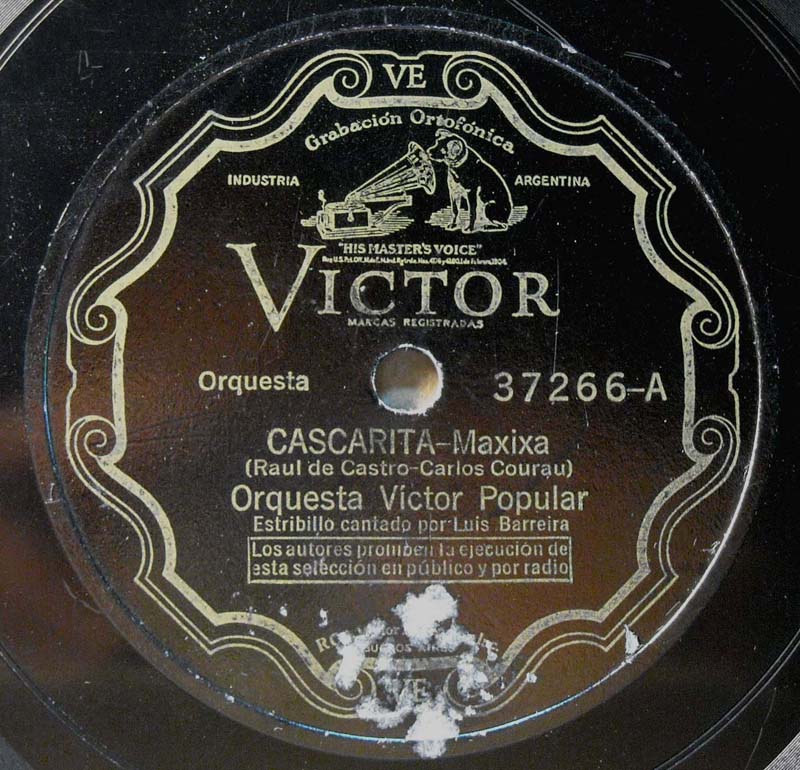 VE
Grabación Ortofónica
INDUSTRIA ARGENTINA
"HIS MASTER'S VOICE"
VICTOR
MARCAS REGISTRADAS
Orquesta 37266-A
CASCARITA-Maxixa
(Raul de Castro-Carlos Courau)
Orquesta Víctor Popular
Estribillo cantado por Luis Barreira
Los autores prohiben la ejecución de
esta selección en público y por radio
BUENOS AIRES
VE